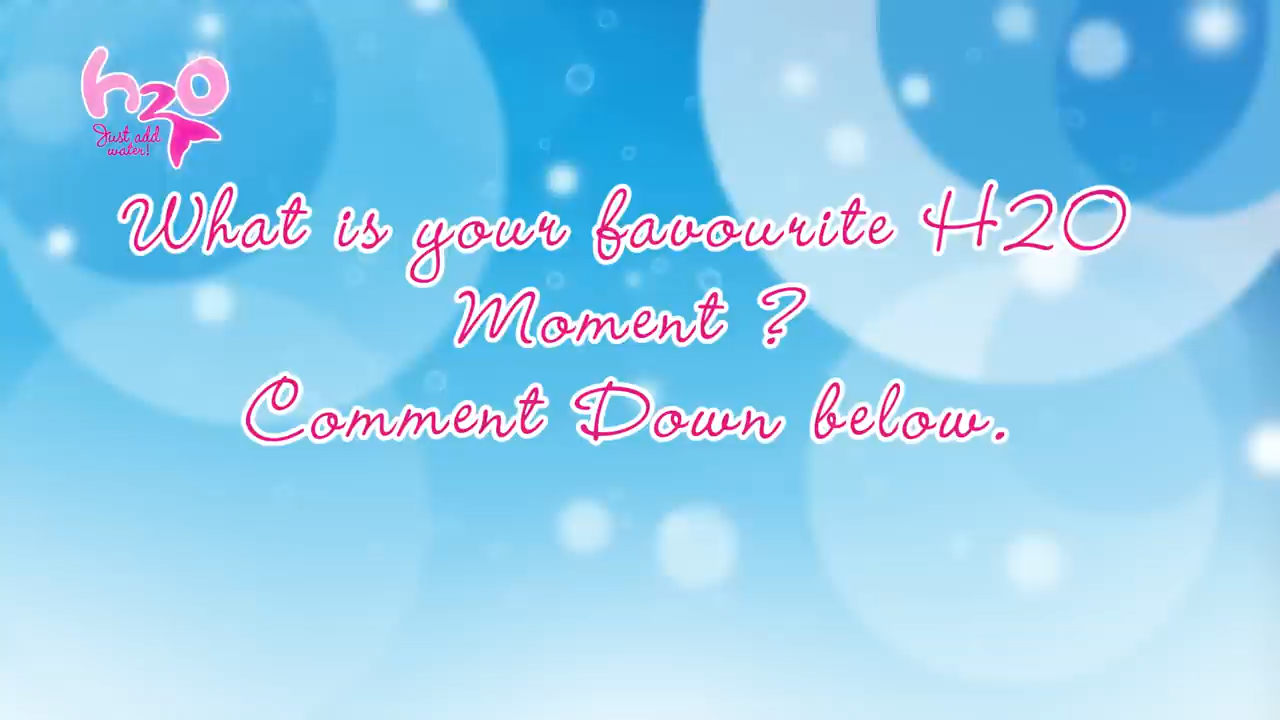 h2o
Just add
water!
What is your favourite H2O
Moment ?
Comment Down below.